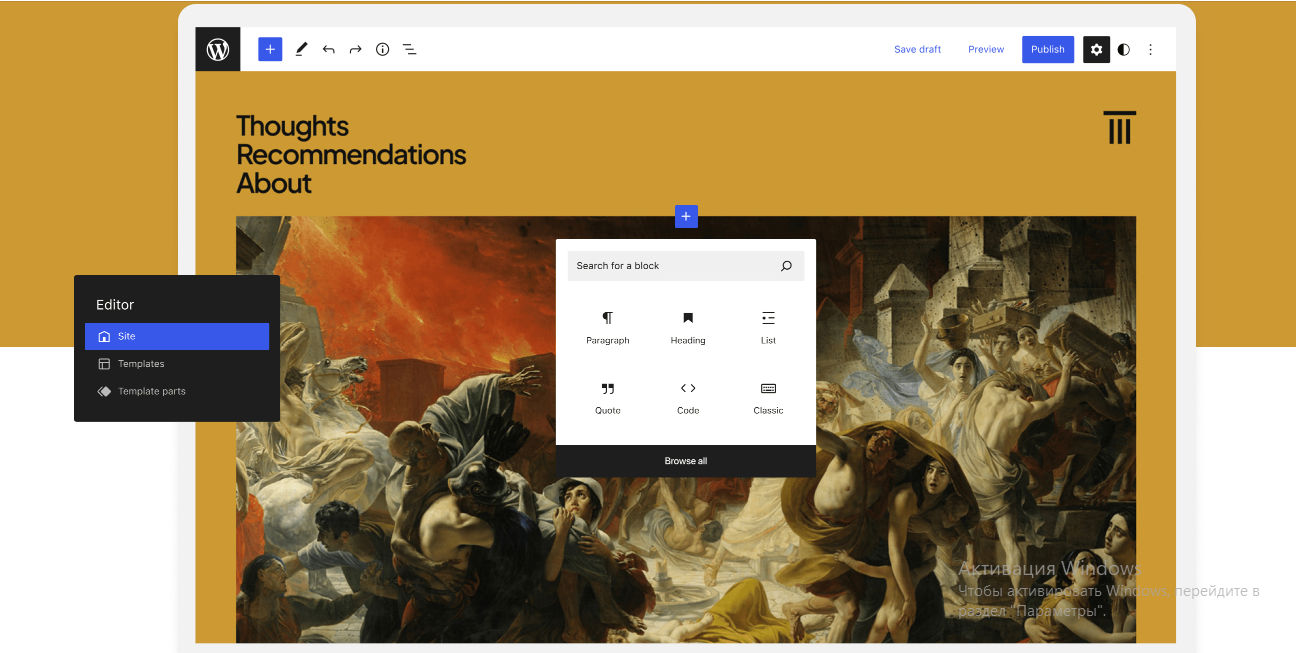 Save draft
Preview
Publish
Thoughts
Recommendations
About
Search for a block
Editor
Site
Templates
Template parts
Paragraph
Heading
List
Quote
Code
Classic
Browse all
Активация Windows
Чтобы активировать Windows, перейдите в
раздел "Параметры".